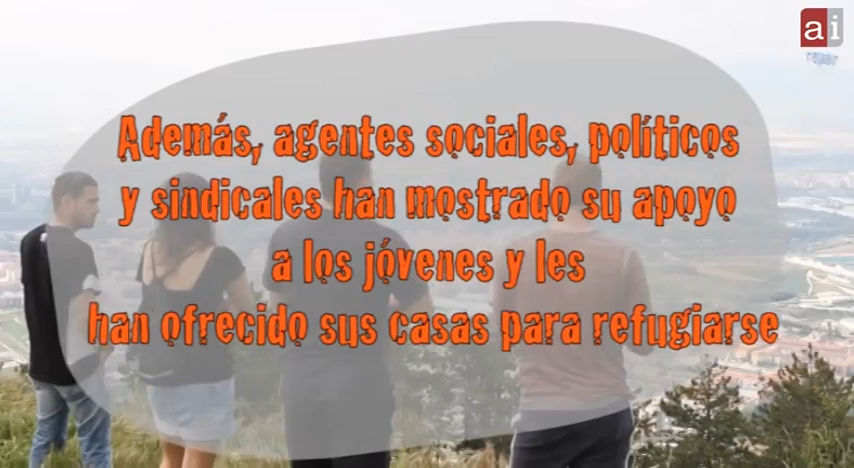 ai
Además, agentes sociales, políticos
y sindicales han mostrado su apoyo
a los jóvenes y les
han ofrecido sus casas para refugiarse